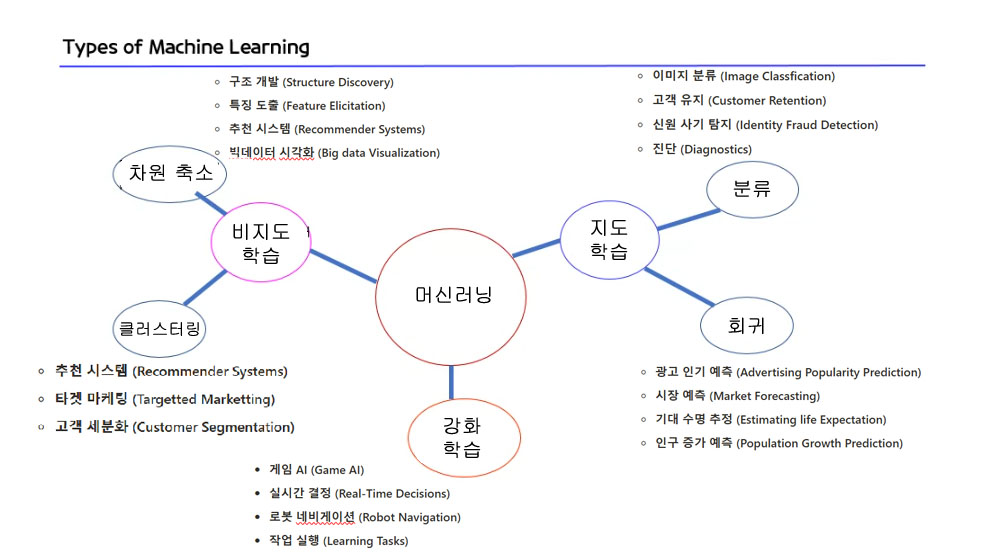 Types of Machine Learning
구조 개발 (Structure Discovery)
특징 도출 (Feature Elicitation)
추천 시스템 (Recommender Systems)
빅데이터 시각화 (Big data Visualization)
이미지 분류 (Image Classfication)
고객 유지 (Customer Retention)
신원 사기 탐지 (Identity Fraud Detection)
진단 (Diagnostics)
차원 축소
비지도
학습
클러스터링
머신러닝
지도
학습
분류
회귀
추천 시스템 (Recommender Systems)
타겟 마케팅 (Targetted Marketting)
고객 세분화 (Customer Segmentation)
광고 인기 예측 (Advertising Popularity Prediction)
시장 예측 (Market Forecasting)
기대 수명 추정 (Estimating life Expectation)
인구 증가 예측 (Population Growth Prediction)
강화
학습
게임 AI (Game AI)
실시간 결정 (Real-Time Decisions)
로봇 네비게이션 (Robot Navigation)
작업 실행 (Learning Tasks)